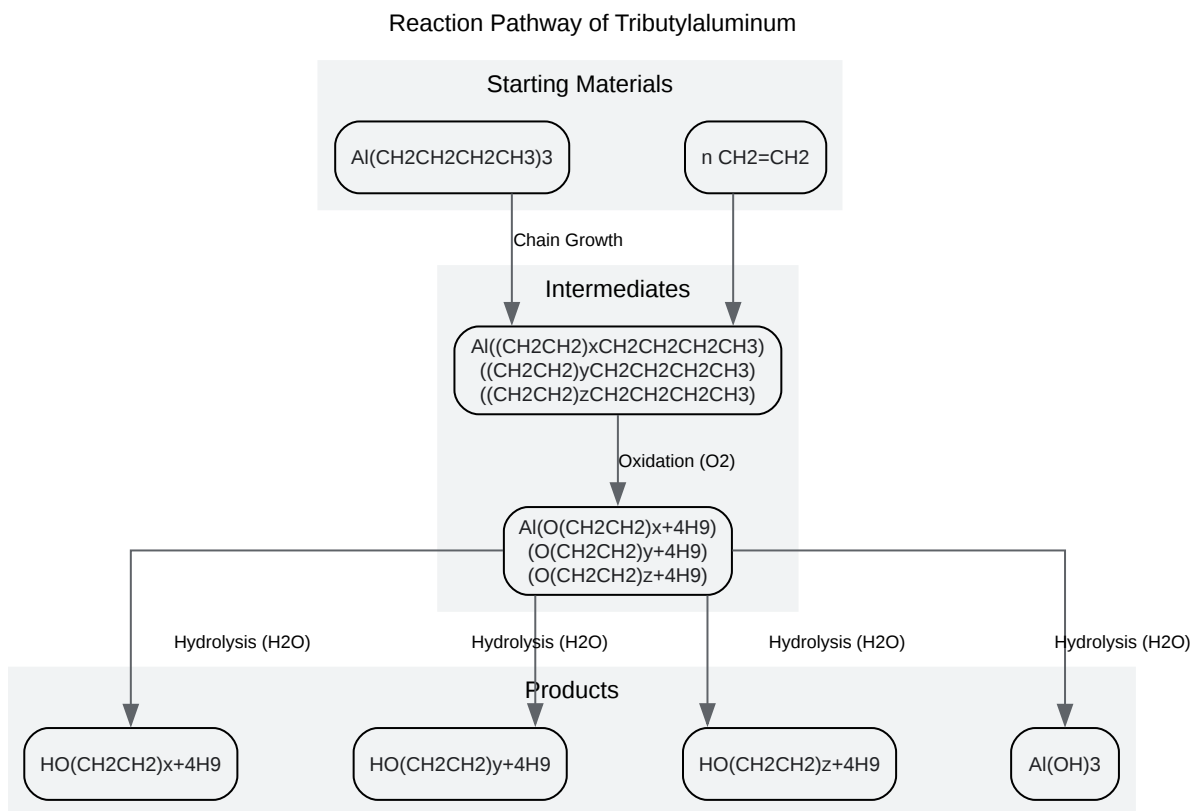 Reaction Pathway of Tributylaluminum
Starting Materials
Al(CH2CH2CH2CH3)3
n CH2=CH2
Chain Growth
Intermediates
Al((CH2CH2)xCH2CH2CH2CH3)
((CH2CH2)yCH2CH2CH2CH3)
((CH2CH2)zCH2CH2CH2CH3)
Oxidation (O2)
Al(O(CH2CH2)x+4H9)
(O(CH2CH2)y+4H9)
(O(CH2CH2)z+4H9)
Hydrolysis (H2O)
Hydrolysis (H2O)
Hydrolysis (H2O)
Hydrolysis (H2O)
Products
HO(CH2CH2)x+4H9
HO(CH2CH2)y+4H9
HO(CH2CH2)z+4H9
Al(OH)3